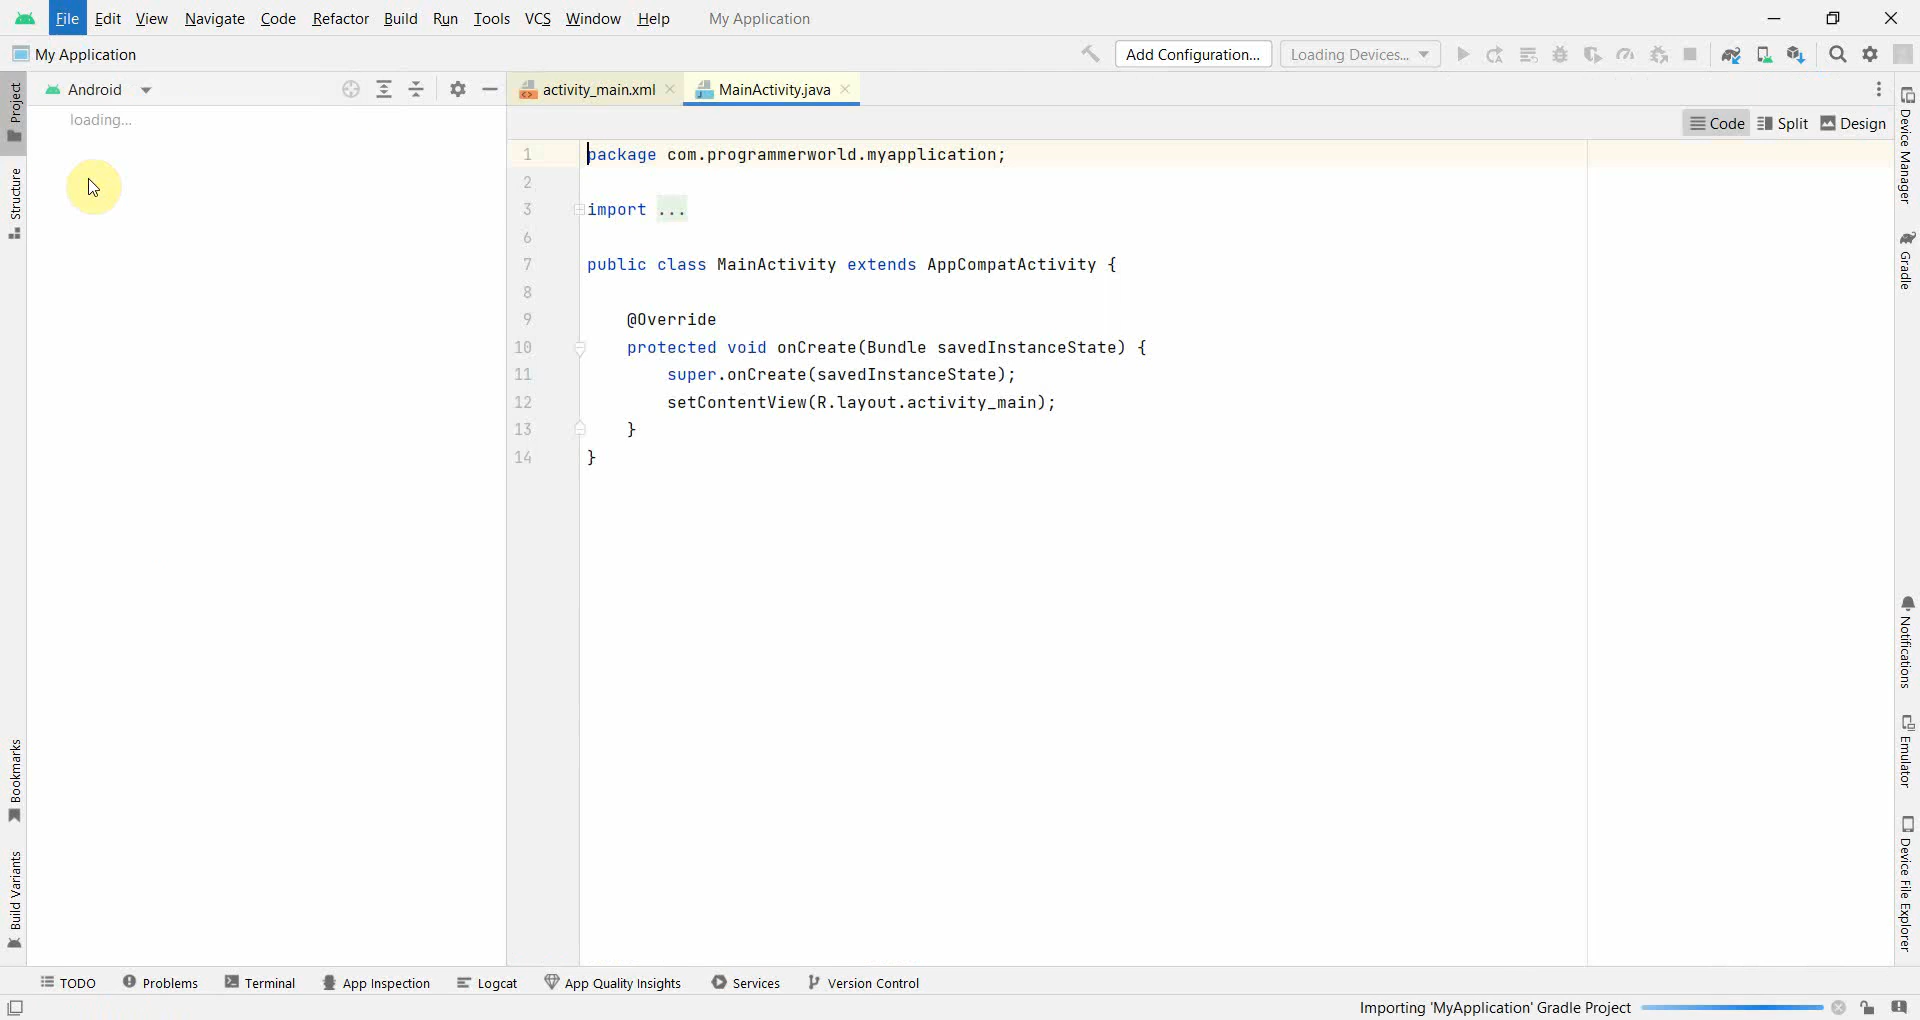 File Edit View Navigate Code Refactor Build Run Tools VCS Window Help My Application
My Application Add Configuration... Loading Devices...
Android activity_main.xml MainActivity.java
loading...
Code Split Design
Project
Structure
Bookmarks
Build Variants
1 package com.programmerworld.myapplication;
2
3 import ...
6
7 public class MainActivity extends AppCompatActivity {
8
9 @Override
10 protected void onCreate(Bundle savedInstanceState) {
11 super.onCreate(savedInstanceState);
12 setContentView(R.layout.activity_main);
13 }
14 }
Device Manager
Gradle
Notifications
Emulator
Device File Explorer
TODO Problems Terminal App Inspection Logcat App Quality Insights Services Version Control
Importing 'MyApplication' Gradle Project